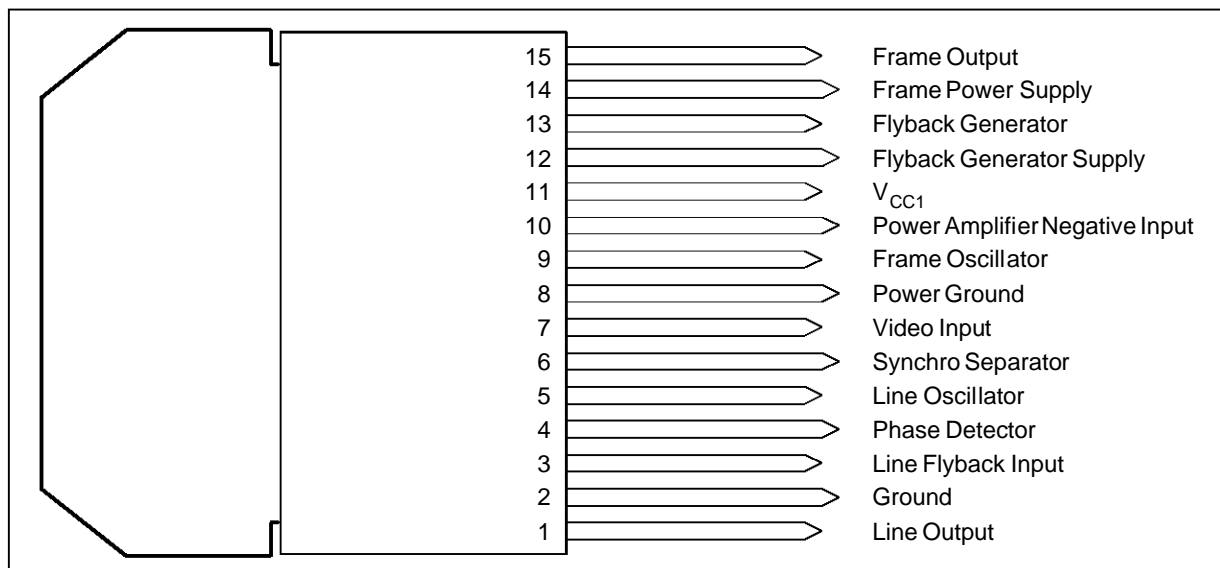 15 Frame Output
14 Frame Power Supply
13 Flyback Generator
12 Flyback Generator Supply
11 VCC1
10 Power Amplifier Negative Input
9 Frame Oscillator
8 Power Ground
7 Video Input
6 Synchro Separator
5 Line Oscillator
4 Phase Detector
3 Line Flyback Input
2 Ground
1 Line Output